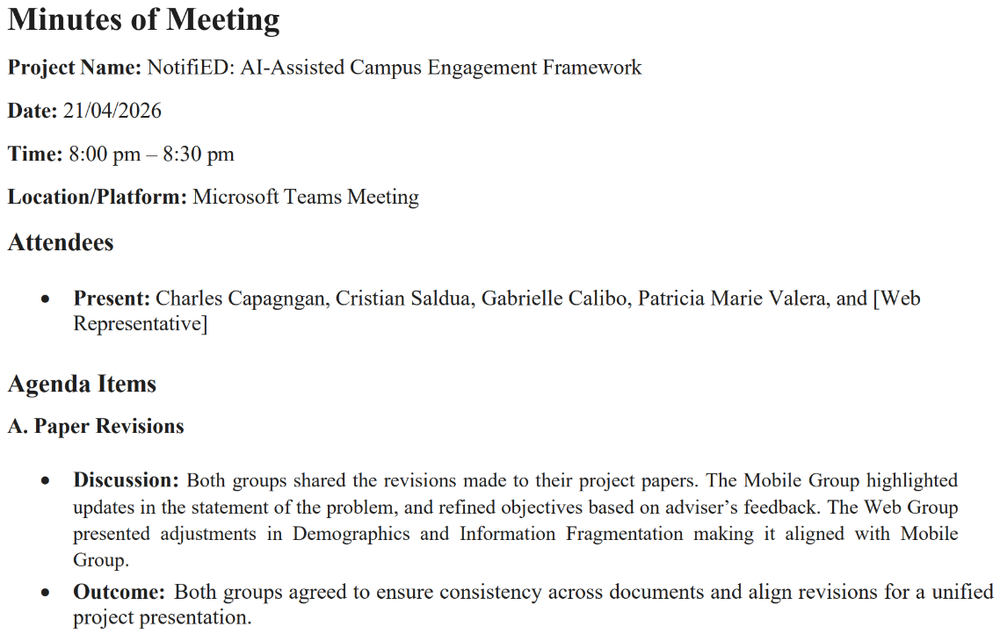 Minutes of Meeting
Project Name: NotifiED: AI-Assisted Campus Engagement Framework
Date: 21/04/2026
Time: 8:00 pm – 8:30 pm
Location/Platform: Microsoft Teams Meeting
Attendees
• Present: Charles Capagngan, Cristian Saldua, Gabrielle Calibo, Patricia Marie Valera, and [Web
Representative]
Agenda Items
A. Paper Revisions
• Discussion: Both groups shared the revisions made to their project papers. The Mobile Group highlighted
updates in the statement of the problem, and refined objectives based on adviser’s feedback. The Web Group
presented adjustments in Demographics and Information Fragmentation making it aligned with Mobile
Group.
• Outcome: Both groups agreed to ensure consistency across documents and align revisions for a unified
project presentation.